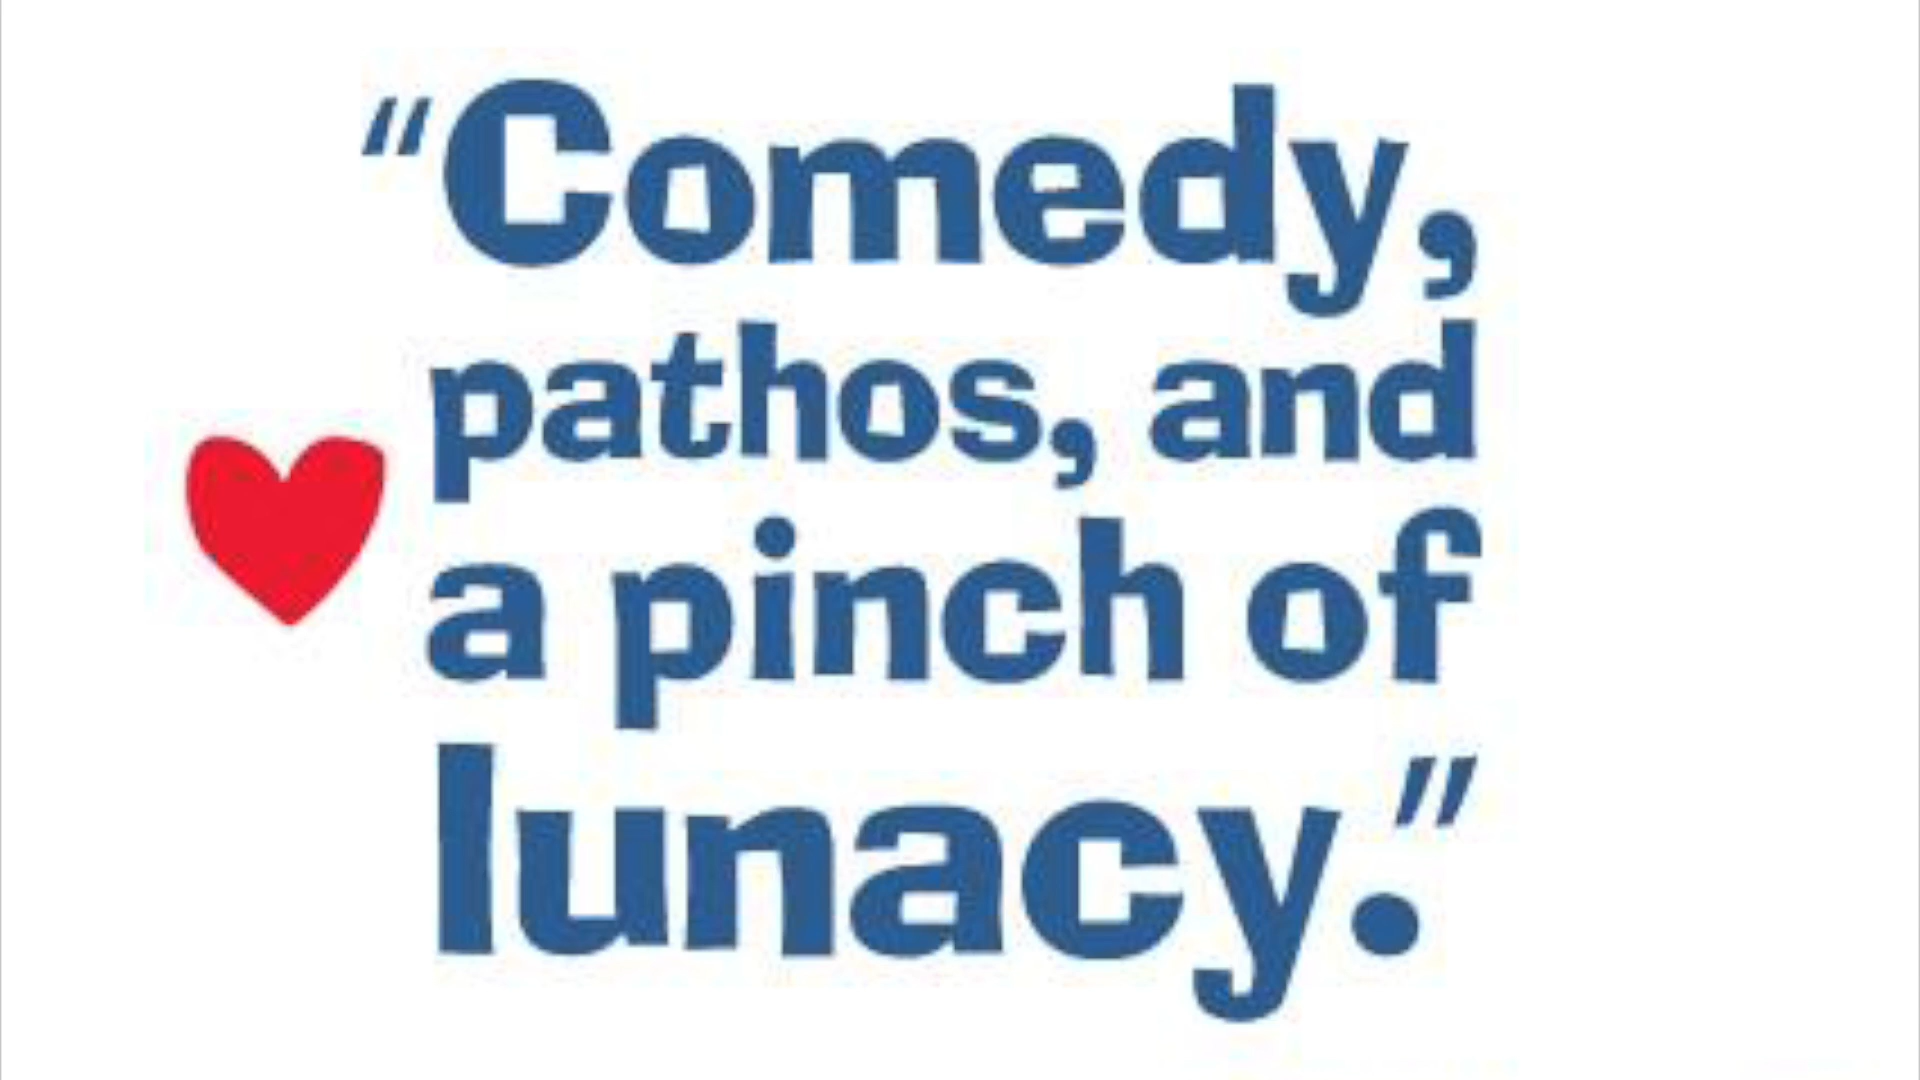 “Comedy,
pathos, and
a pinch of
lunacy.”